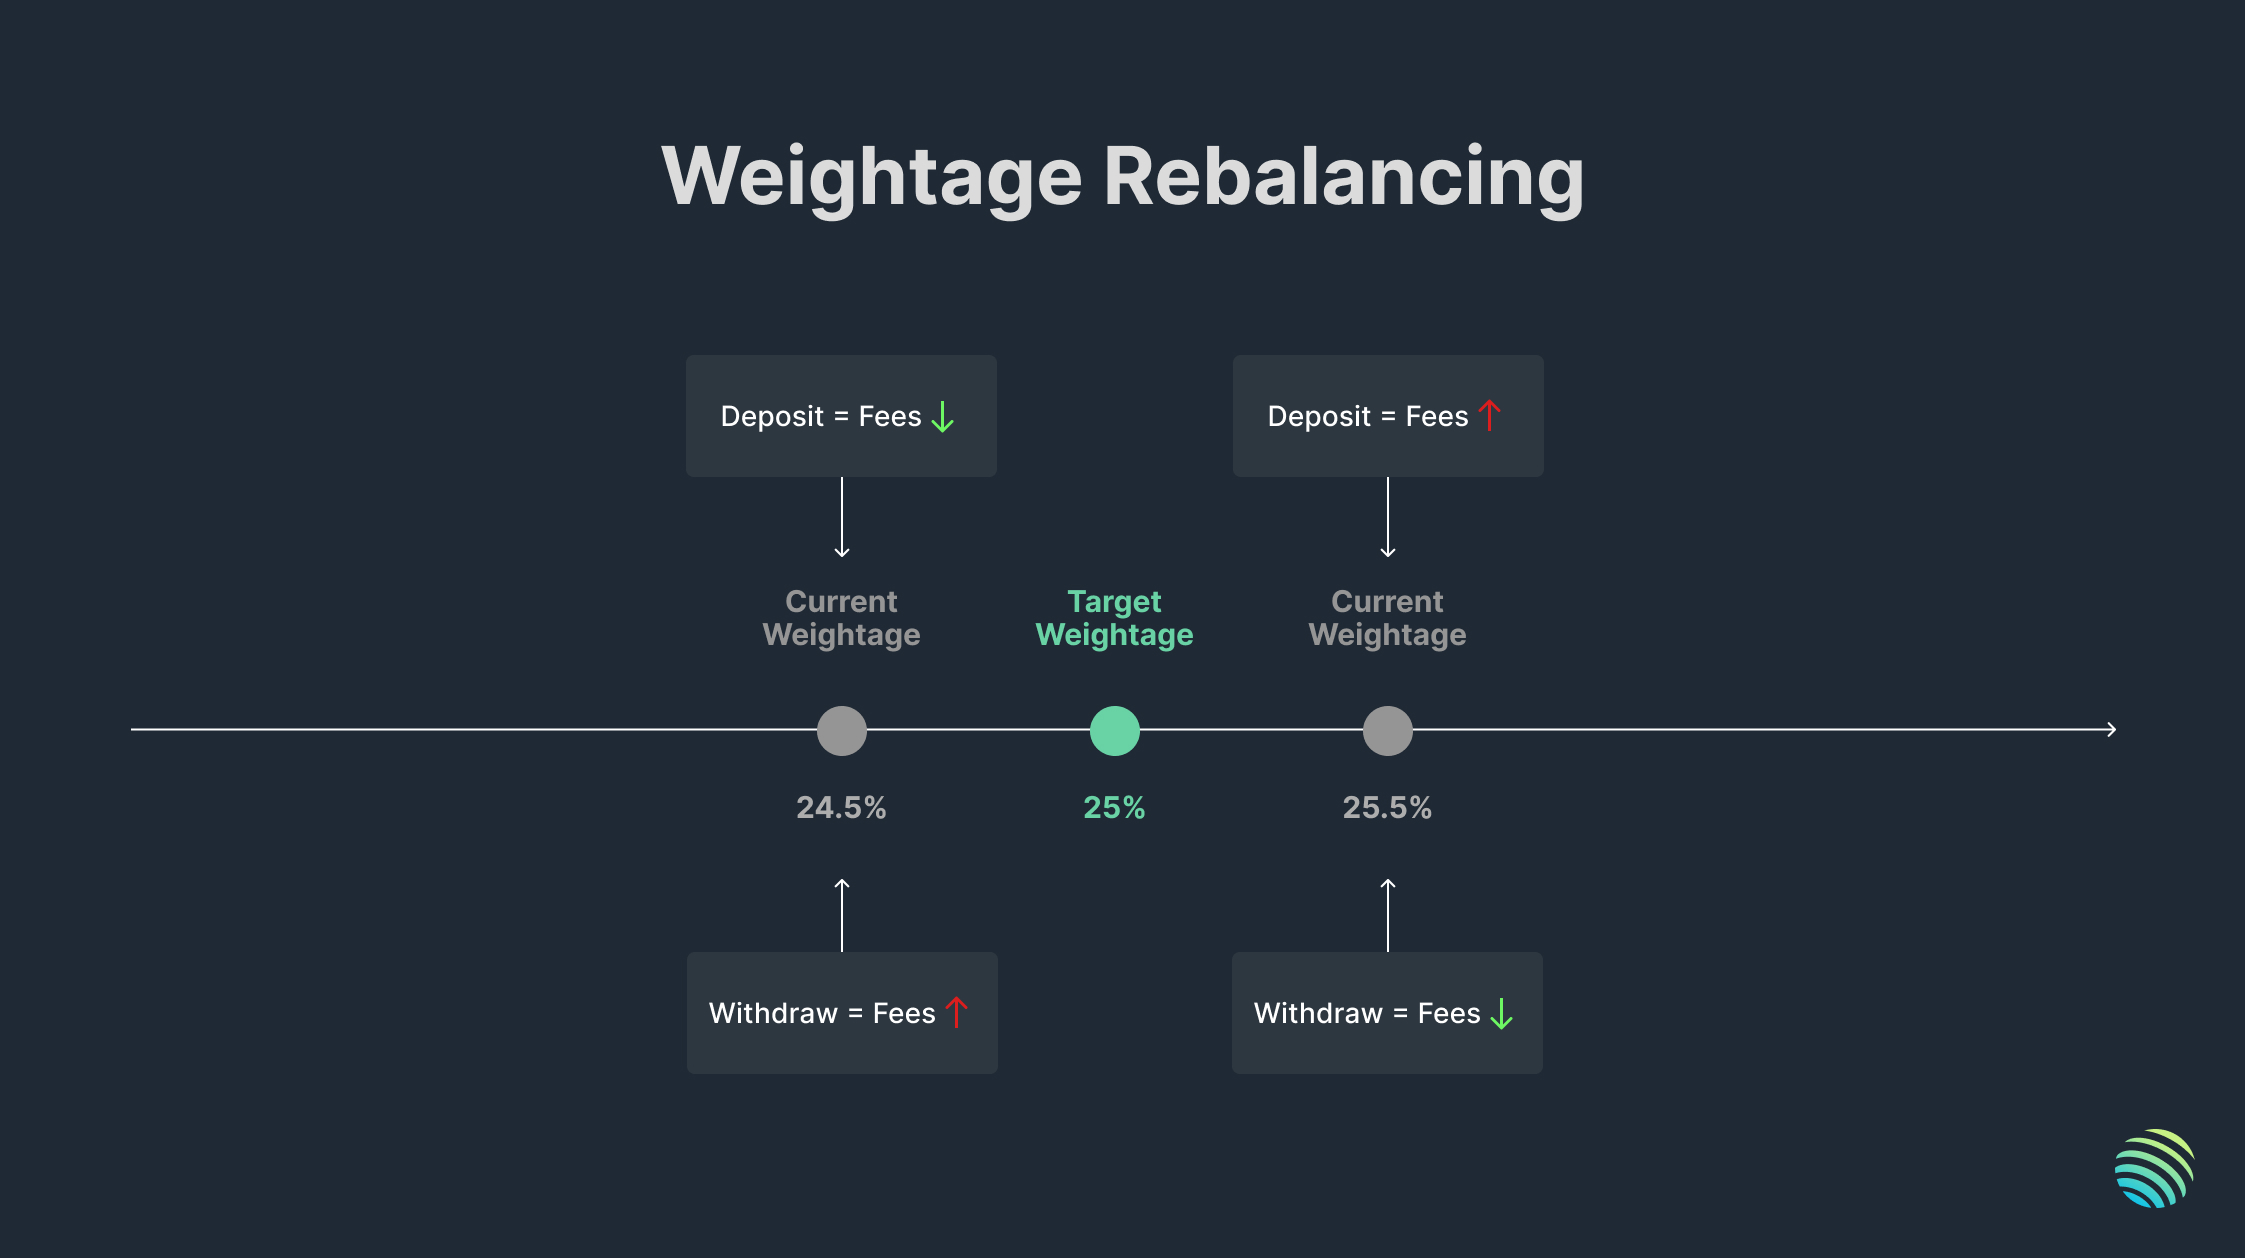 Weightage Rebalancing
Deposit = Fees ↓
Deposit = Fees ↑
Current
Weightage
Target
Weightage
Current
Weightage
24.5%
25%
25.5%
Withdraw = Fees ↑
Withdraw = Fees ↓